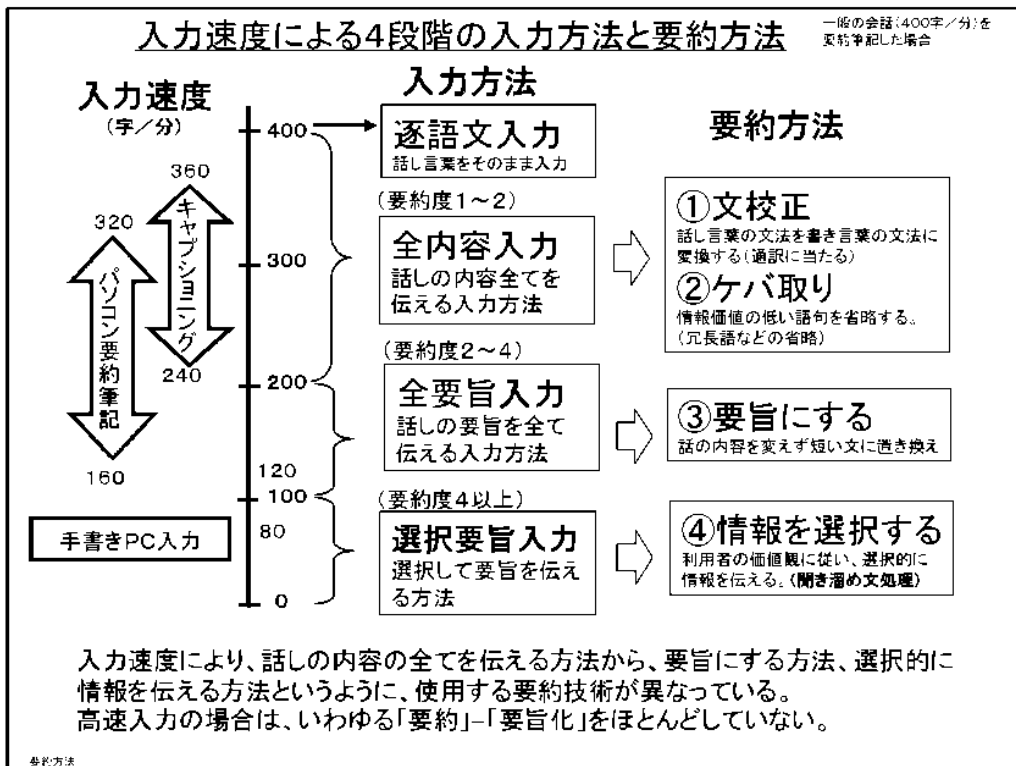 入力速度による4段階の入力方法と要約方法
一般の会話(400字/分)を
要約筆記した場合
入力速度
(字/分)
360
320
キャプショニング
パソコン要約筆記
240
160
手書きPC入力
400
300
200
120
100
80
0
入力方法
逐語文入力
話し言葉をそのまま入力
(要約度1~2)
全内容入力
話しの内容全てを
伝える入力方法
(要約度2~4)
全要旨入力
話しの要旨を全て
伝える入力方法
(要約度4以上)
選択要旨入力
選択して要旨を伝え
る方法
要約方法
①文校正
話し言葉の文法を書き言葉の文法に
変換する(通訳に当たる)
②ケバ取り
情報価値の低い語句を省略する。
(冗長語などの省略)
③要旨にする
話の内容を変えず短い文に置き換え
④情報を選択する
利用者の価値観に従い、選択的に
情報を伝える。(聞き溜め文処理)
入力速度により、話しの内容の全てを伝える方法から、要旨にする方法、選択的に
情報を伝える方法というように、使用する要約技術が異なっている。
高速入力の場合は、いわゆる「要約」-「要旨化」をほとんどしていない。
要約方法